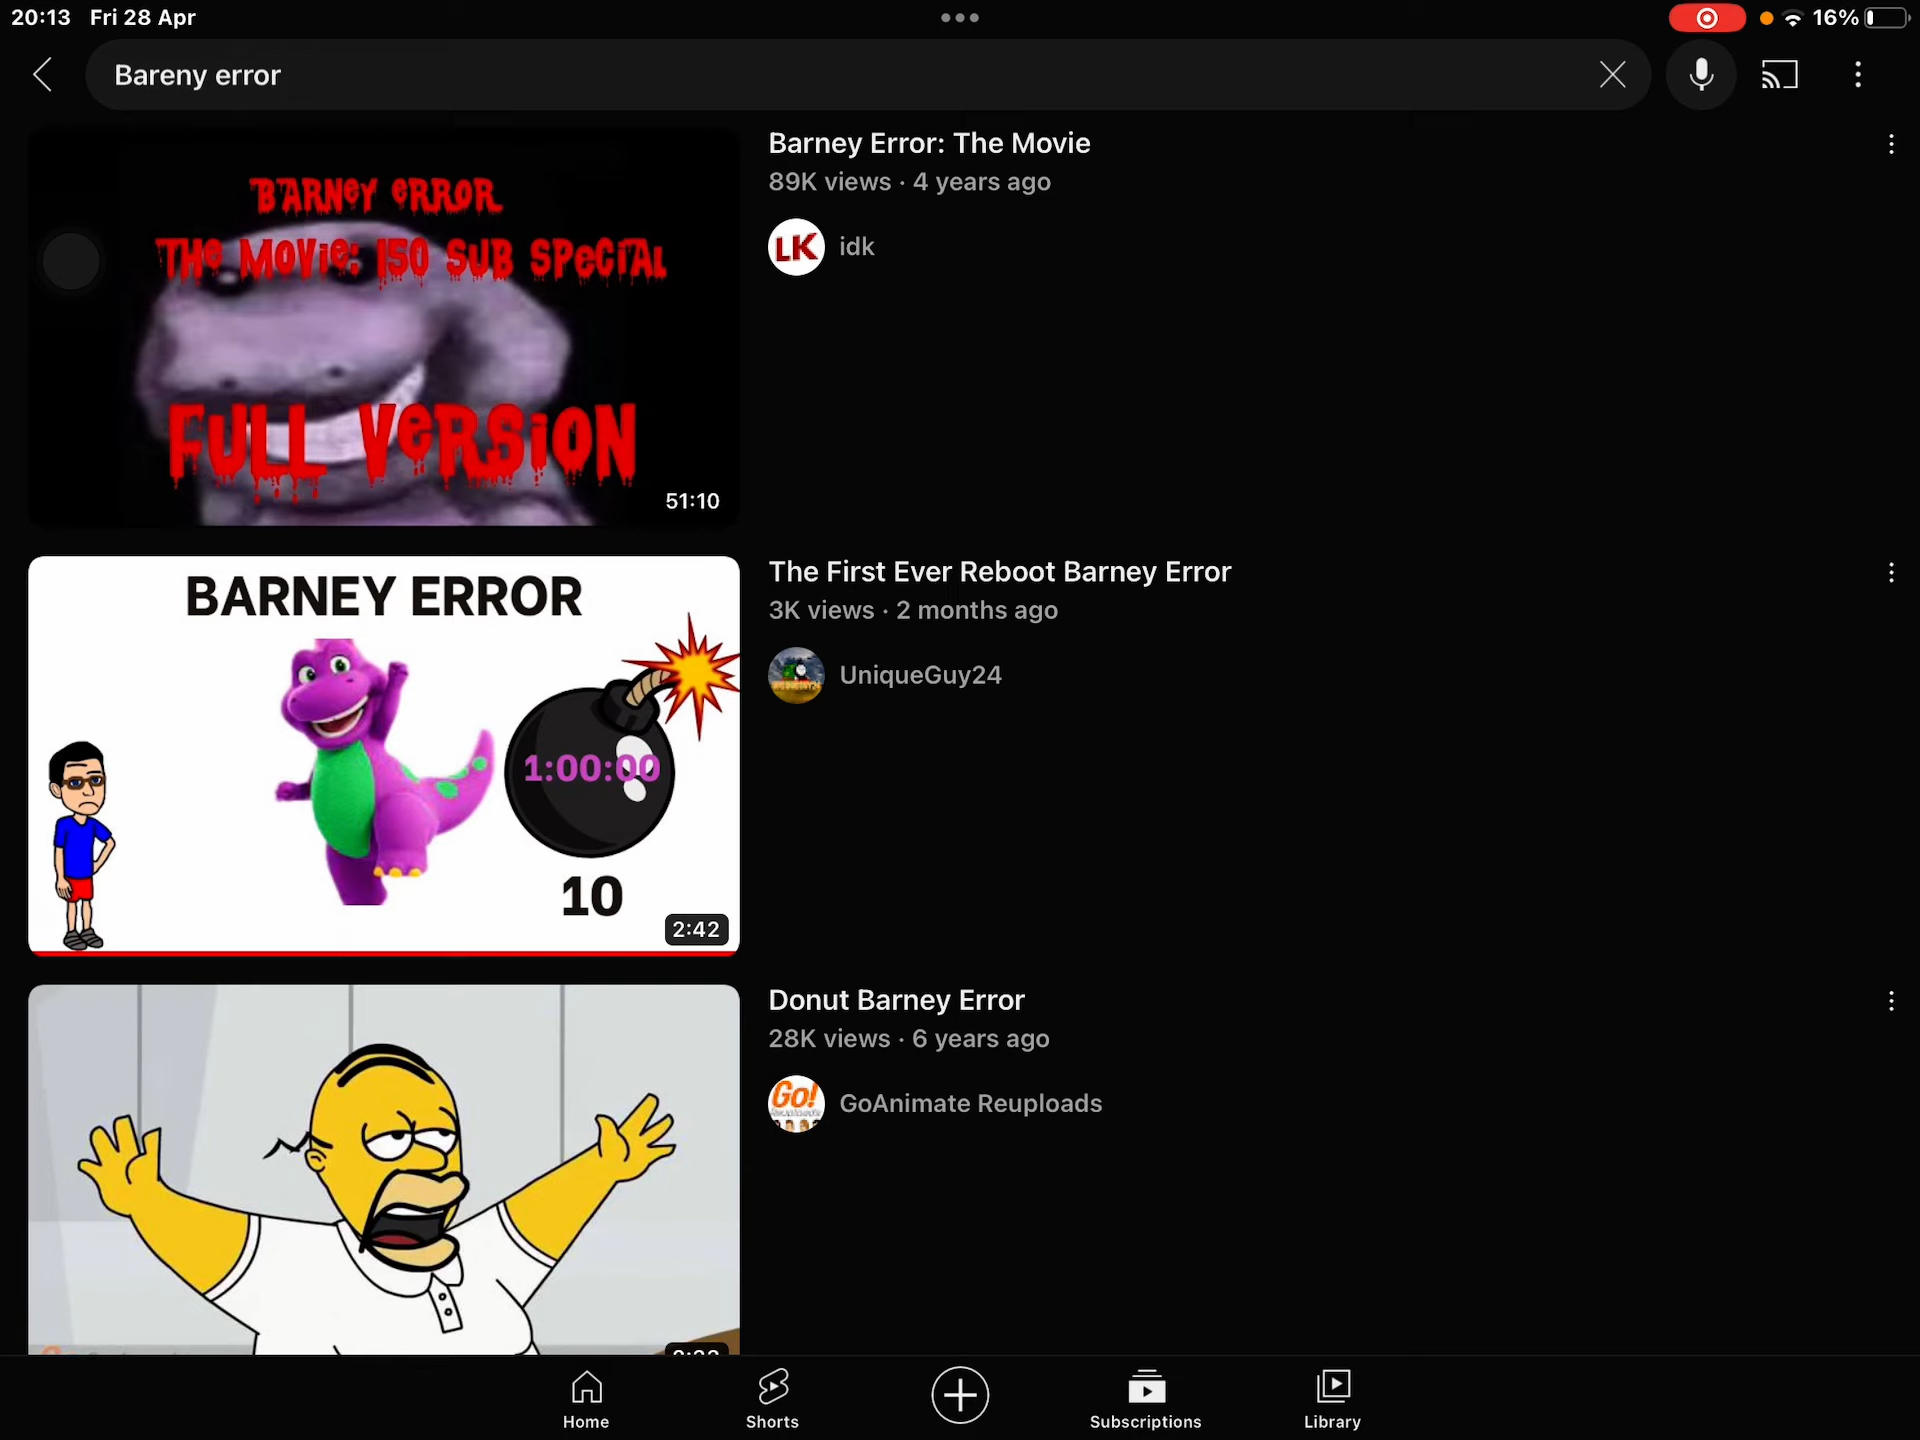 20:13 Fri 28 Apr
16%
Bareny error
BARNEY ERROR
THE MOVIE: 150 SUB SPECIAL
FULL VERSION
51:10
Barney Error: The Movie
89K views · 4 years ago
LK
idk
BARNEY ERROR
1:00:00
10
2:42
The First Ever Reboot Barney Error
3K views · 2 months ago
UniqueGuy24
Donut Barney Error
28K views · 6 years ago
Go!
GoAnimate Reuploads
Home
Shorts
Subscriptions
Library